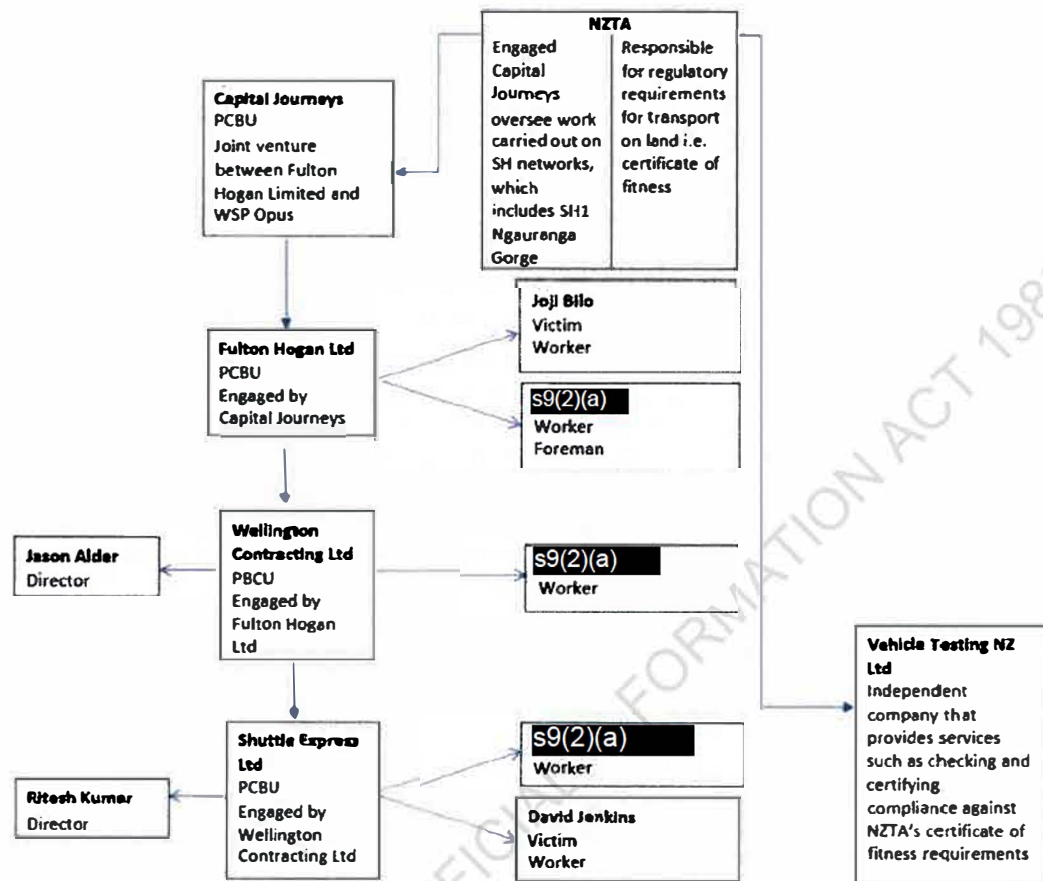 NZTA
Engaged
Capital
Journeys
oversee work
carried out on
SH networks,
which
includes SH1
Ngauranga
Gorge
Responsible
for regulatory
requirements
for transport
on land i.e.
certificate of
fitness
Capital Journeys
PCBU
Joint venture
between Fulton
Hogan Limited and
WSP Opus
Joji Bilo
Victim
Worker
Fulton Hogan Ltd
PCBU
Engaged by
Capital Journeys
s9(2)(a)
Worker
Foreman
Jason Alder
Director
Wellington
Contracting Ltd
PBCU
Engaged by
Fulton Hogan
Ltd
s9(2)(a)
Worker
Vehicle Testing NZ
Ltd
Independent
company that
provides services
such as checking and
certifying
compliance against
NZTA's certificate of
fitness requirements
Ritesh Kumar
Director
Shuttle Express
Ltd
PCBU
Engaged by
Wellington
Contracting Ltd
s9(2)(a)
Worker
David Jenkins
Victim
Worker
FICIAL FORMATION ACT 198